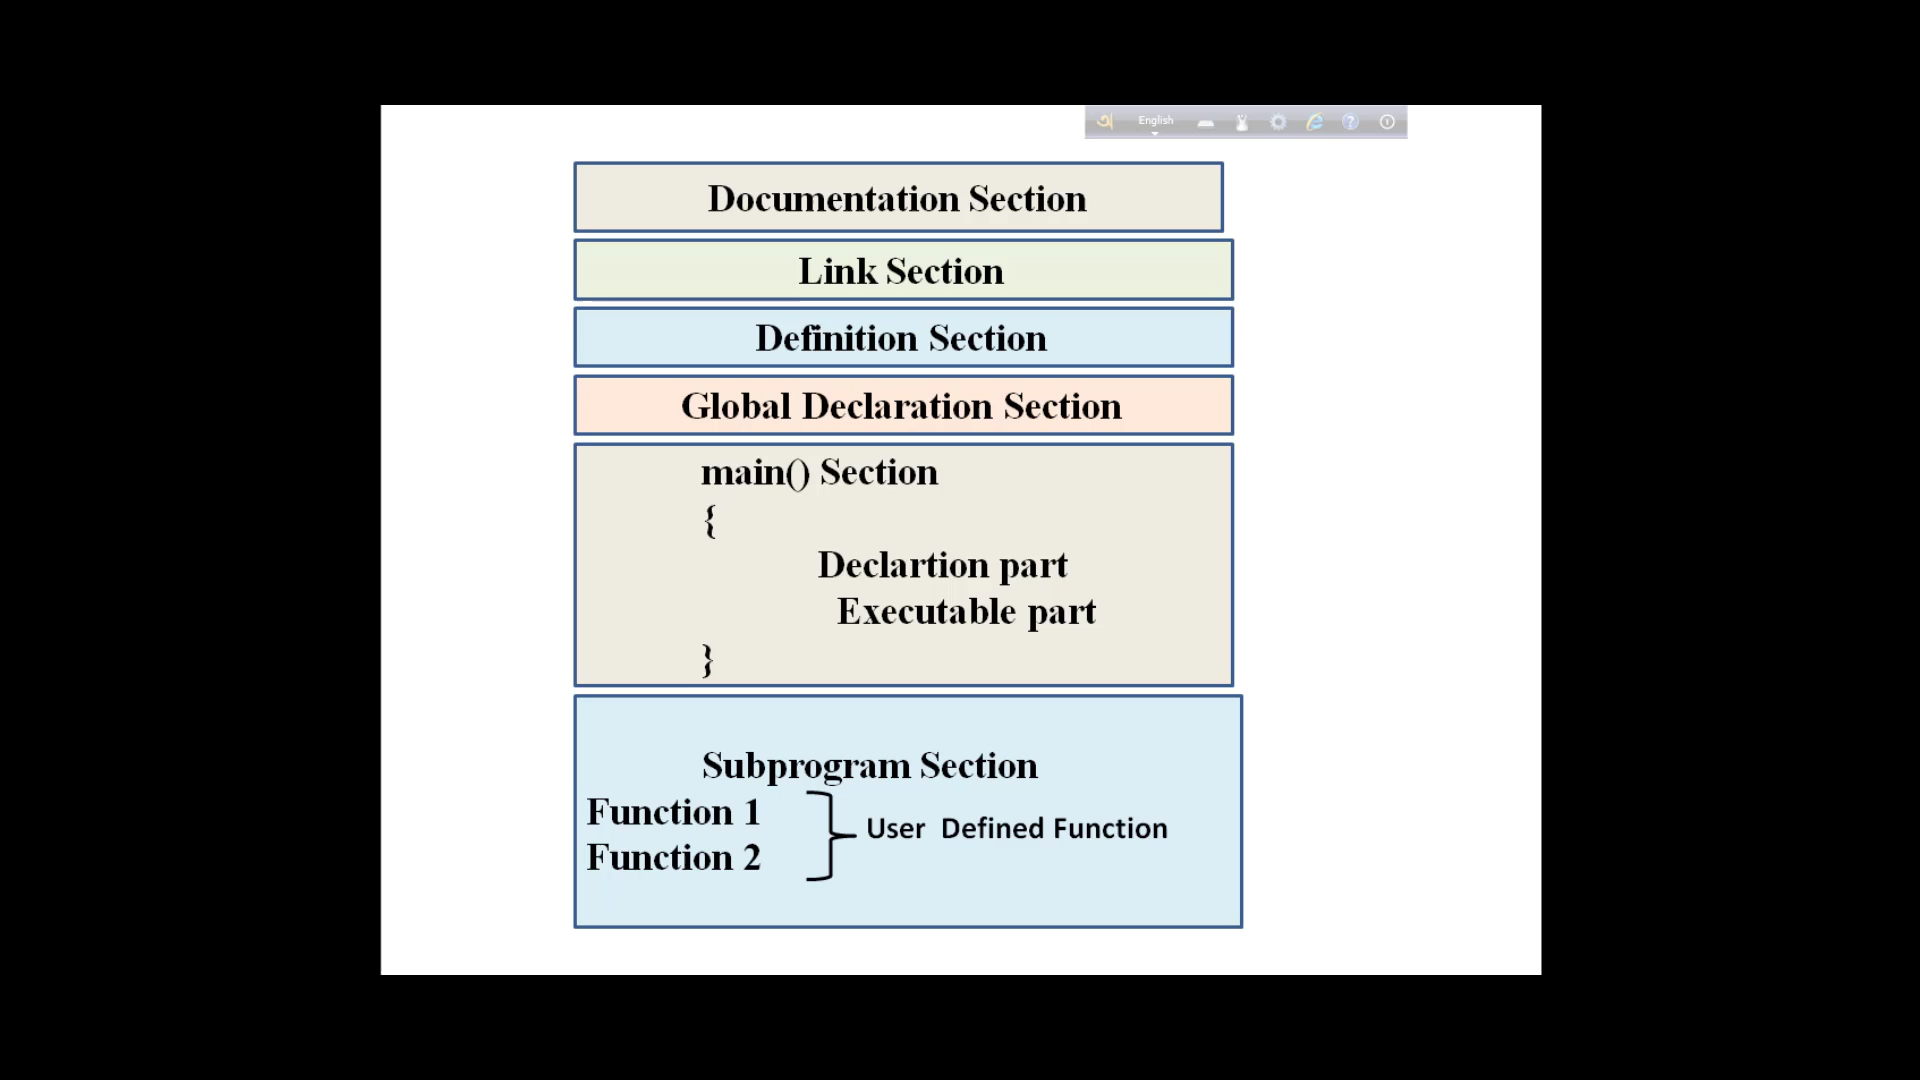 English
Documentation Section
Link Section
Definition Section
Global Declaration Section
main() Section
{
Declartion part
Executable part
}
Subprogram Section
Function 1
User Defined Function
Function 2